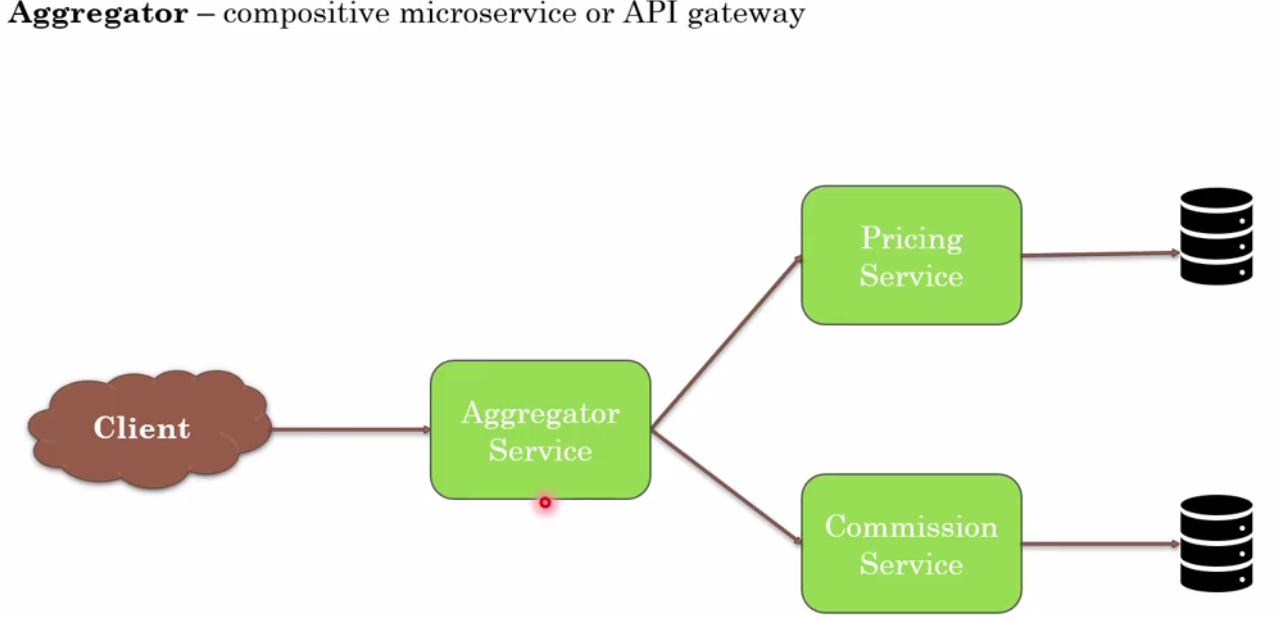 Aggregator – compositive microservice or API gateway
Pricing
Service
Client
Aggregator
Service
Commission
Service